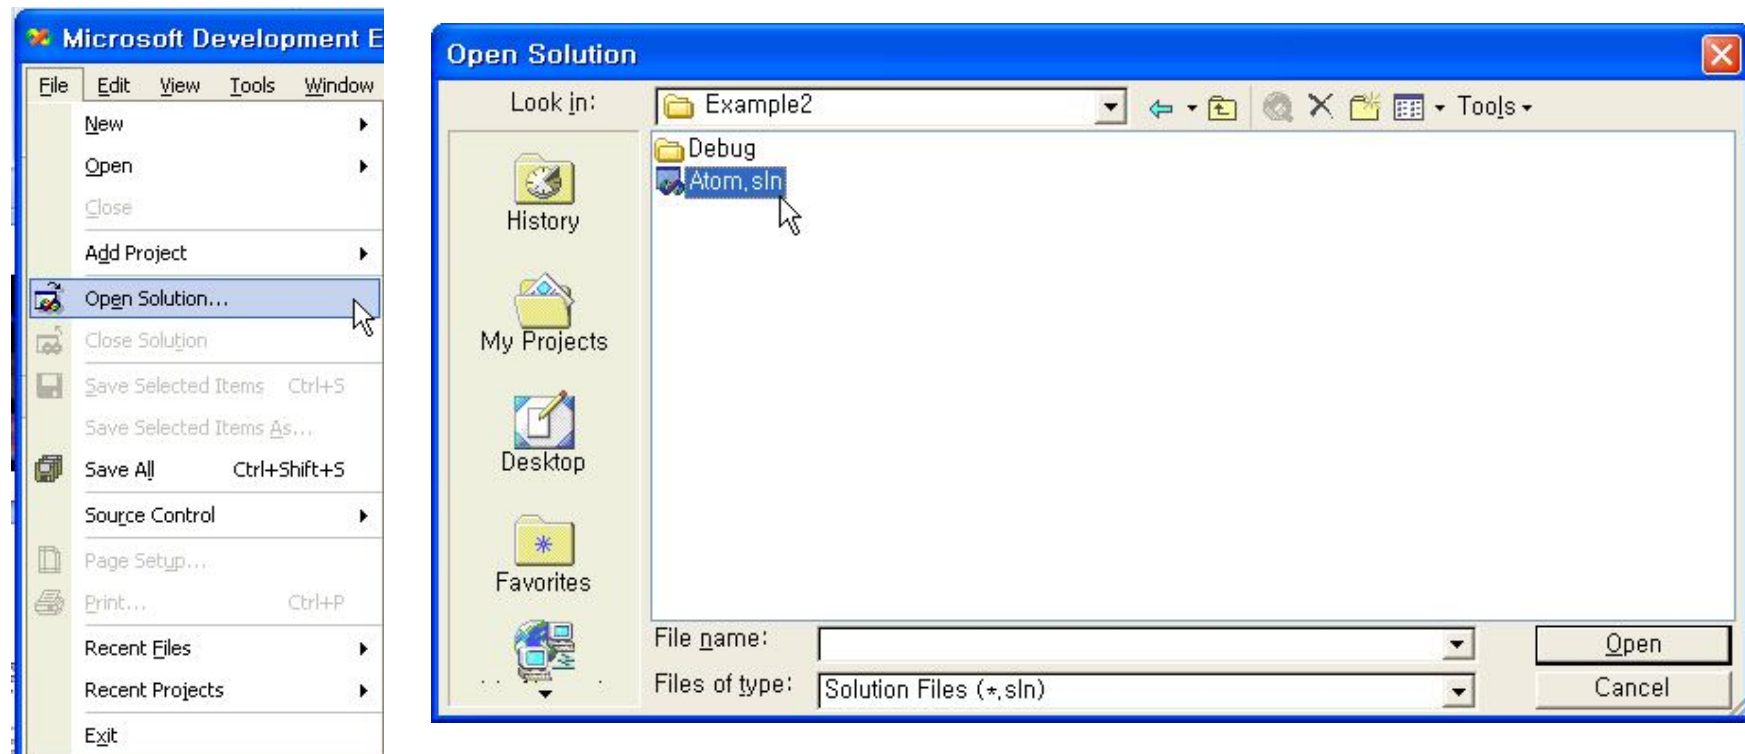 Microsoft Development E
File Edit View Tools Window
New
Open
Close
Add Project
Open Solution...
Close Solution
Save Selected Items Ctrl+S
Save Selected Items As...
Save All Ctrl+Shift+S
Source Control
Page Setup...
Print... Ctrl+P
Recent Files
Recent Projects
Exit
Open Solution
Look in: Example2 Tools
Debug
Atom.sln
History
My Projects
Desktop
Favorites
File name: Open
Files of type: Solution Files (*.sln) Cancel